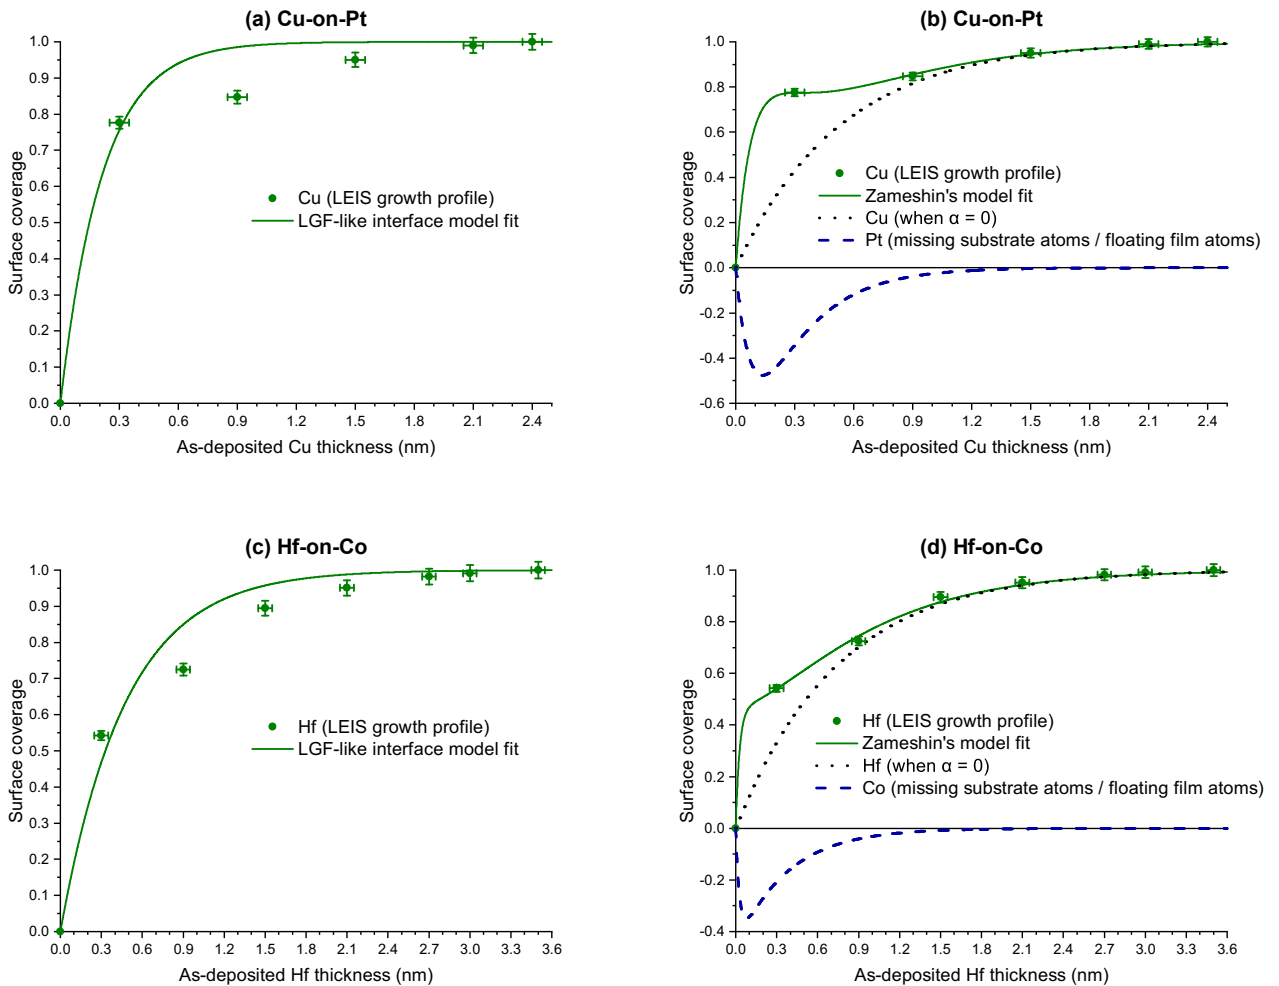 (a) Cu-on-Pt
1.0
0.9
0.8
0.7
0.6
0.5
0.4
0.3
0.2
0.1
0.0
Surface coverage
Cu (LEIS growth profile)
LGF-like interface model fit
0.0 0.3 0.6 0.9 1.2 1.5 1.8 2.1 2.4
As-deposited Cu thickness (nm)
(b) Cu-on-Pt
1.0
0.8
0.6
0.4
0.2
0.0
-0.2
-0.4
-0.6
Surface coverage
Cu (LEIS growth profile)
Zameshin's model fit
Cu (when α = 0)
Pt (missing substrate atoms / floating film atoms)
0.0 0.3 0.6 0.9 1.2 1.5 1.8 2.1 2.4
As-deposited Cu thickness (nm)
(c) Hf-on-Co
1.0
0.9
0.8
0.7
0.6
0.5
0.4
0.3
0.2
0.1
0.0
Surface coverage
Hf (LEIS growth profile)
LGF-like interface model fit
0.0 0.3 0.6 0.9 1.2 1.5 1.8 2.1 2.4 2.7 3.0 3.3 3.6
As-deposited Hf thickness (nm)
(d) Hf-on-Co
1.0
0.8
0.6
0.4
0.2
0.0
-0.2
-0.4
Surface coverage
Hf (LEIS growth profile)
Zameshin's model fit
Hf (when α = 0)
Co (missing substrate atoms / floating film atoms)
0.0 0.3 0.6 0.9 1.2 1.5 1.8 2.1 2.4 2.7 3.0 3.3 3.6
As-deposited Hf thickness (nm)